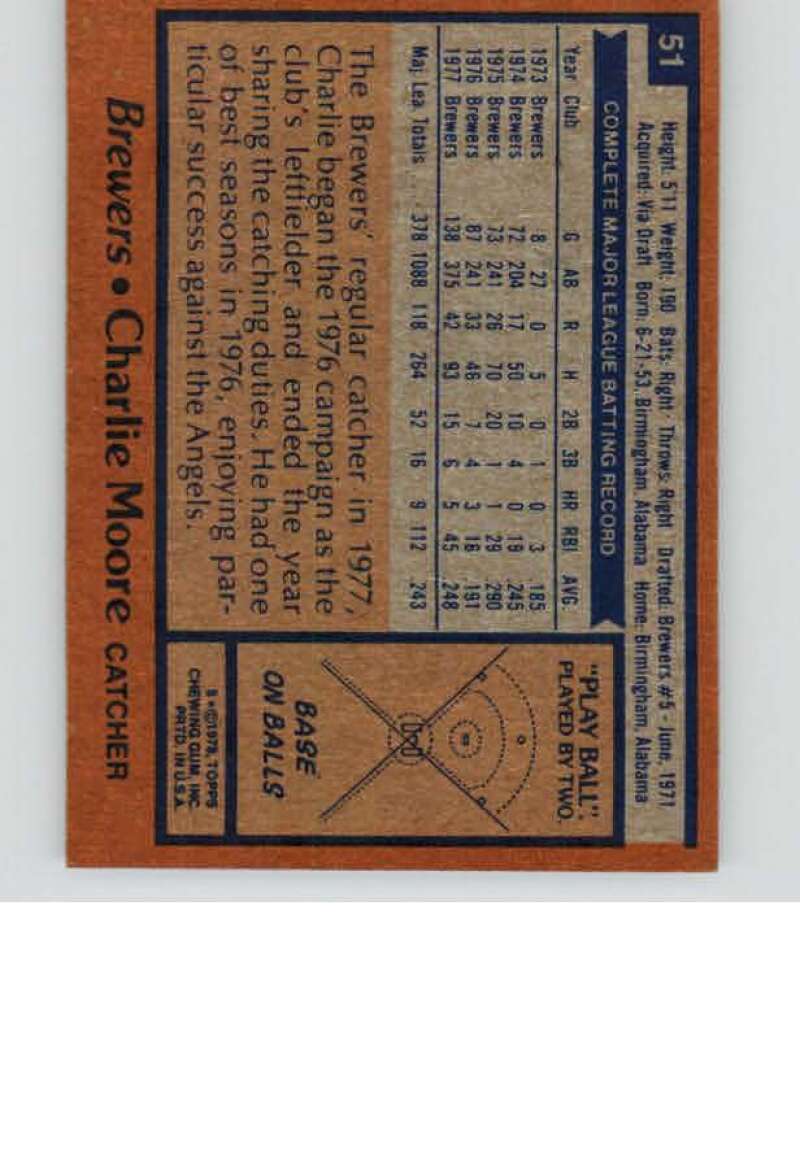 51
Height: 5'11 Weight: 190 Bats: Right Throws: Right Drafted: Brewers #5 - June, 1971
Acquired: Via Draft Born: 6-21-53, Birmingham, Alabama Home: Birmingham, Alabama
COMPLETE MAJOR LEAGUE BATTING RECORD
Year Club G AB R H 2B 3B HR RBI AVG.
1973 Brewers 8 27 0 5 0 1 0 3 .185
1974 Brewers 72 204 17 50 10 4 0 19 .245
1975 Brewers 73 241 26 70 20 1 1 29 .290
1976 Brewers 87 241 33 46 7 4 3 16 .191
1977 Brewers 138 375 42 93 15 6 5 45 .248
Maj. Lea. Totals ... 378 1088 118 264 52 16 9 112 .243
The Brewers' regular catcher in 1977,
Charlie began the 1976 campaign as the
club's leftfielder and ended the year
sharing the catching duties. He had one
of best seasons in 1976, enjoying par-
ticular success against the Angels.
"PLAY BALL"
PLAYED BY TWO.
BASE
ON BALLS
©1978, TOPPS
CHEWING GUM, INC.
PRTD. IN U.S.A.
Brewers • Charlie Moore CATCHER